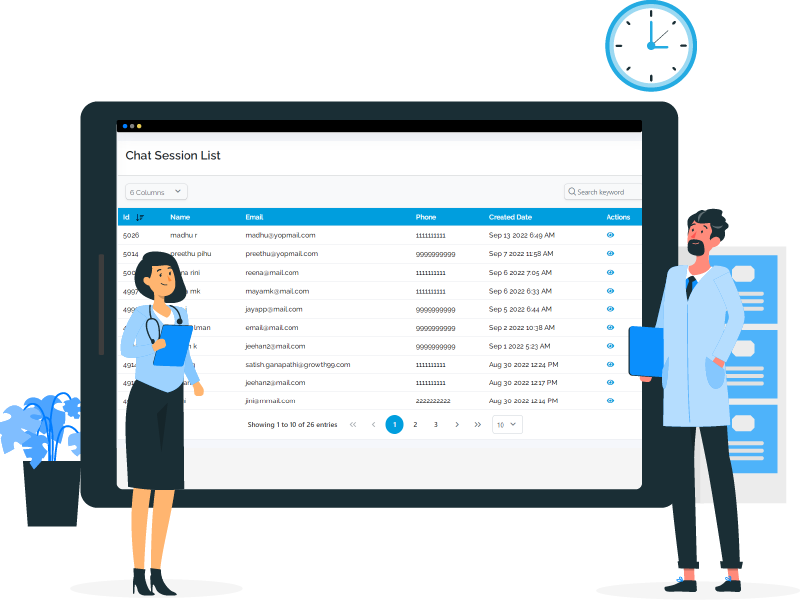 Chat Session List
6 Columns
Search keyword
Id Name Email Phone Created Date Actions
5026 madhu r madhu@yopmail.com 1111111111 Sep 13 2022 6:49 AM
5014 preethu pihu preethu@yopmail.com 9999999999 Sep 7 2022 11:58 AM
rini reena@mail.com 1111111111 Sep 6 2022 7:05 AM
mk mayamk@mail.com 1111111111 Sep 6 2022 6:33 AM
jayapp@mail.com 9999999999 Sep 5 2022 6:44 AM
email@mail.com 9999999999 Sep 2 2022 10:38 AM
k jeehan2@mail.com 9999999999 Sep 1 2022 5:23 AM
satish.ganapathi@growth99.com 1111111111 Aug 30 2022 12:24 PM
jeehan2@mail.com 1111111111 Aug 30 2022 12:17 PM
jini@mmail.com 2222222222 Aug 30 2022 12:14 PM
Showing 1 to 10 of 26 entries 1 2 3 10